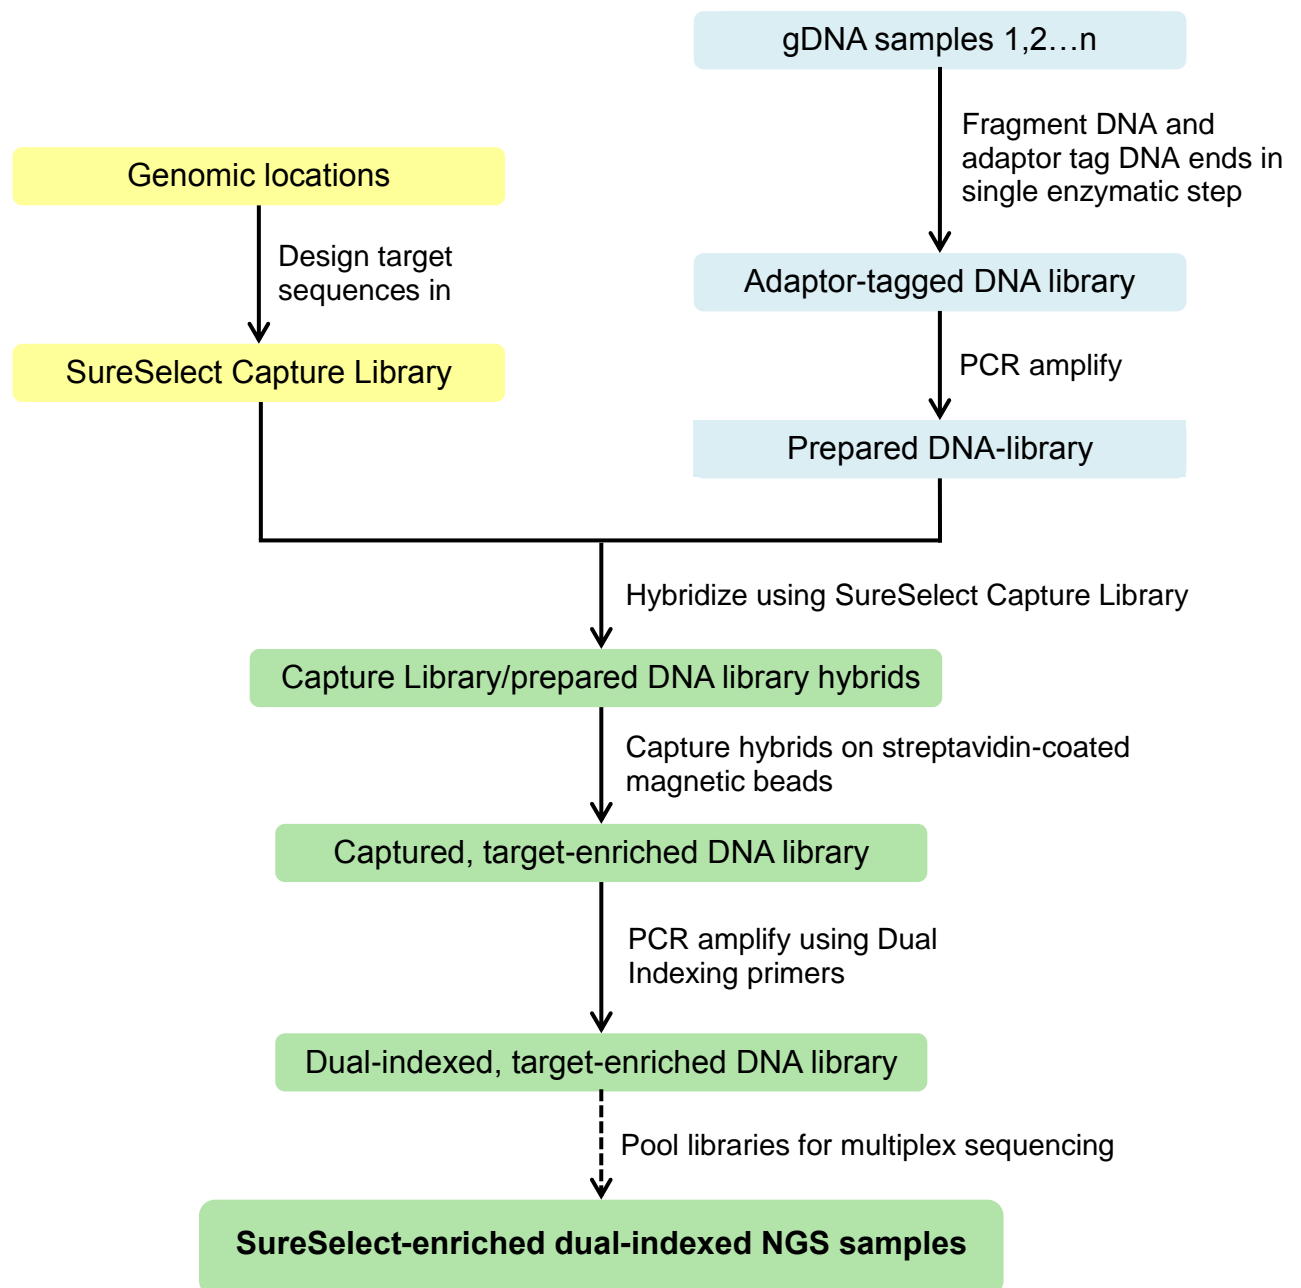 gDNA samples 1,2…n
Fragment DNA and
adaptor tag DNA ends in
single enzymatic step
Genomic locations
Design target
sequences in
Adaptor-tagged DNA library
SureSelect Capture Library
PCR amplify
Prepared DNA-library
Hybridize using SureSelect Capture Library
Capture Library/prepared DNA library hybrids
Capture hybrids on streptavidin-coated
magnetic beads
Captured, target-enriched DNA library
PCR amplify using Dual
Indexing primers
Dual-indexed, target-enriched DNA library
Pool libraries for multiplex sequencing
SureSelect-enriched dual-indexed NGS samples